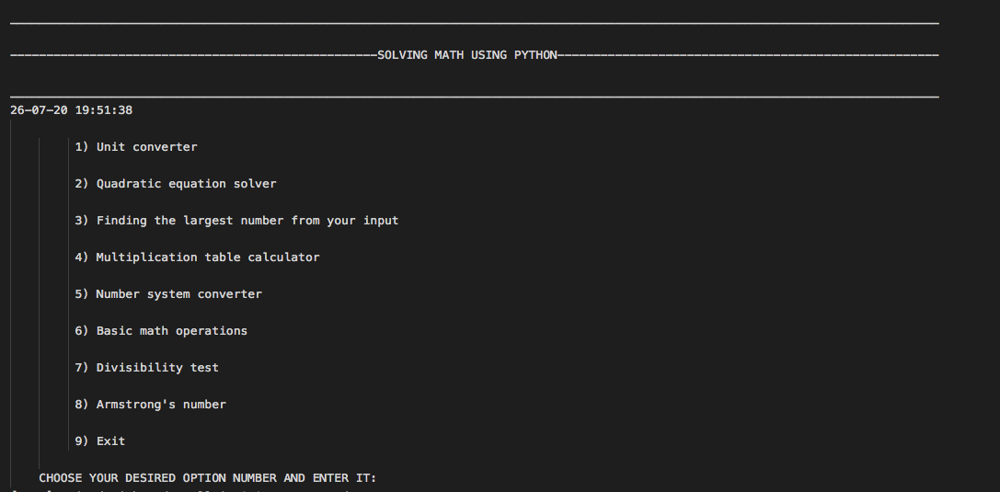 SOLVING MATH USING PYTHON
26-07-20 19:51:38
1) Unit converter
2) Quadratic equation solver
3) Finding the largest number from your input
4) Multiplication table calculator
5) Number system converter
6) Basic math operations
7) Divisibility test
8) Armstrong's number
9) Exit
CHOOSE YOUR DESIRED OPTION NUMBER AND ENTER IT: